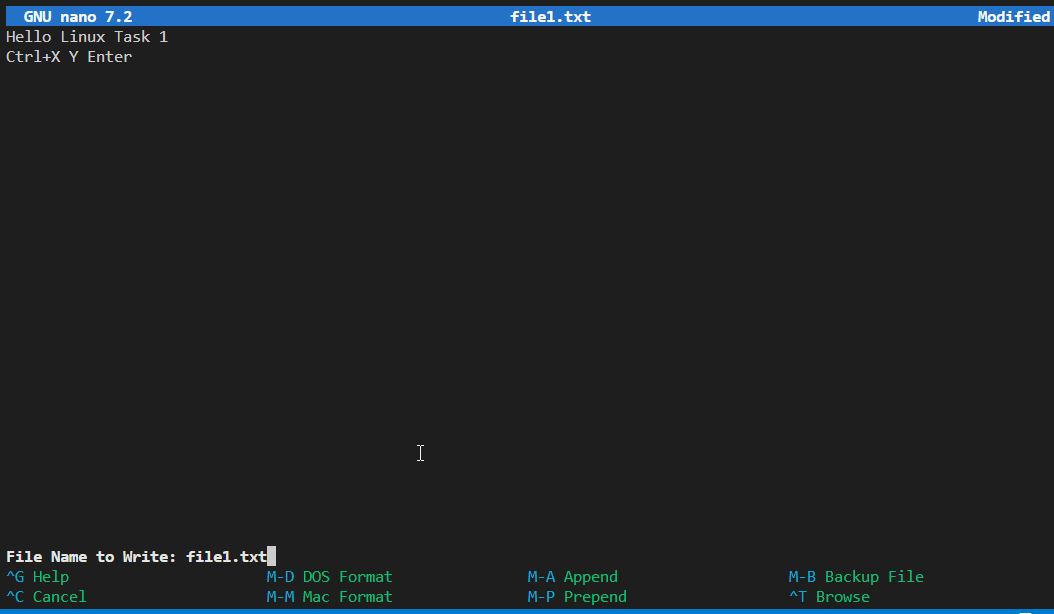 GNU nano 7.2 file1.txt Modified
Hello Linux Task 1
Ctrl+X Y Enter
File Name to Write: file1.txt
^G Help M-D DOS Format M-A Append M-B Backup File
^C Cancel M-M Mac Format M-P Prepend ^T Browse